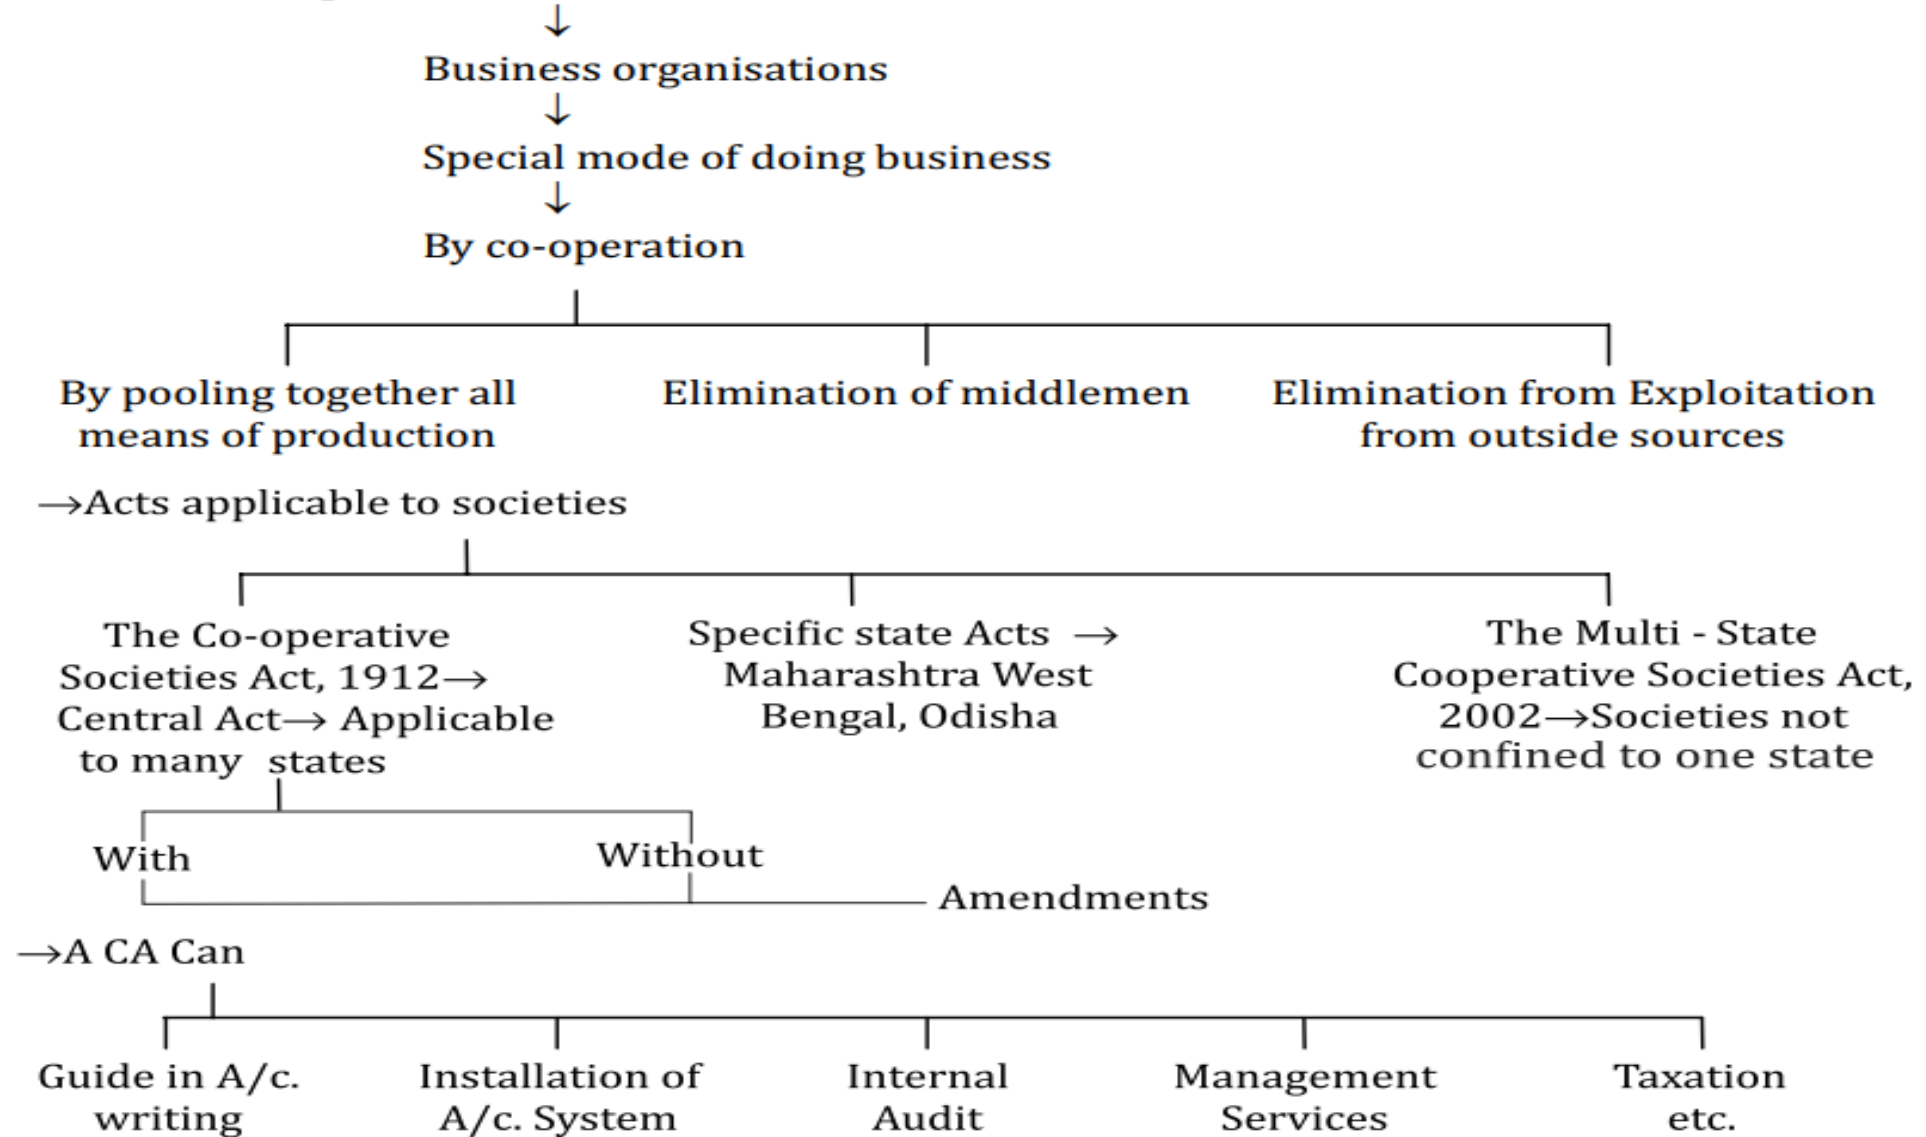 ↓
Business organisations
↓
Special mode of doing business
↓
By co-operation
By pooling together all
means of production
Elimination of middlemen
Elimination from Exploitation
from outside sources
→Acts applicable to societies
The Co-operative
Societies Act, 1912→
Central Act→ Applicable
to many states
Specific state Acts →
Maharashtra West
Bengal, Odisha
The Multi - State
Cooperative Societies Act,
2002→Societies not
confined to one state
With
Without
Amendments
→A CA Can
Guide in A/c.
writing
Installation of
A/c. System
Internal
Audit
Management
Services
Taxation
etc.